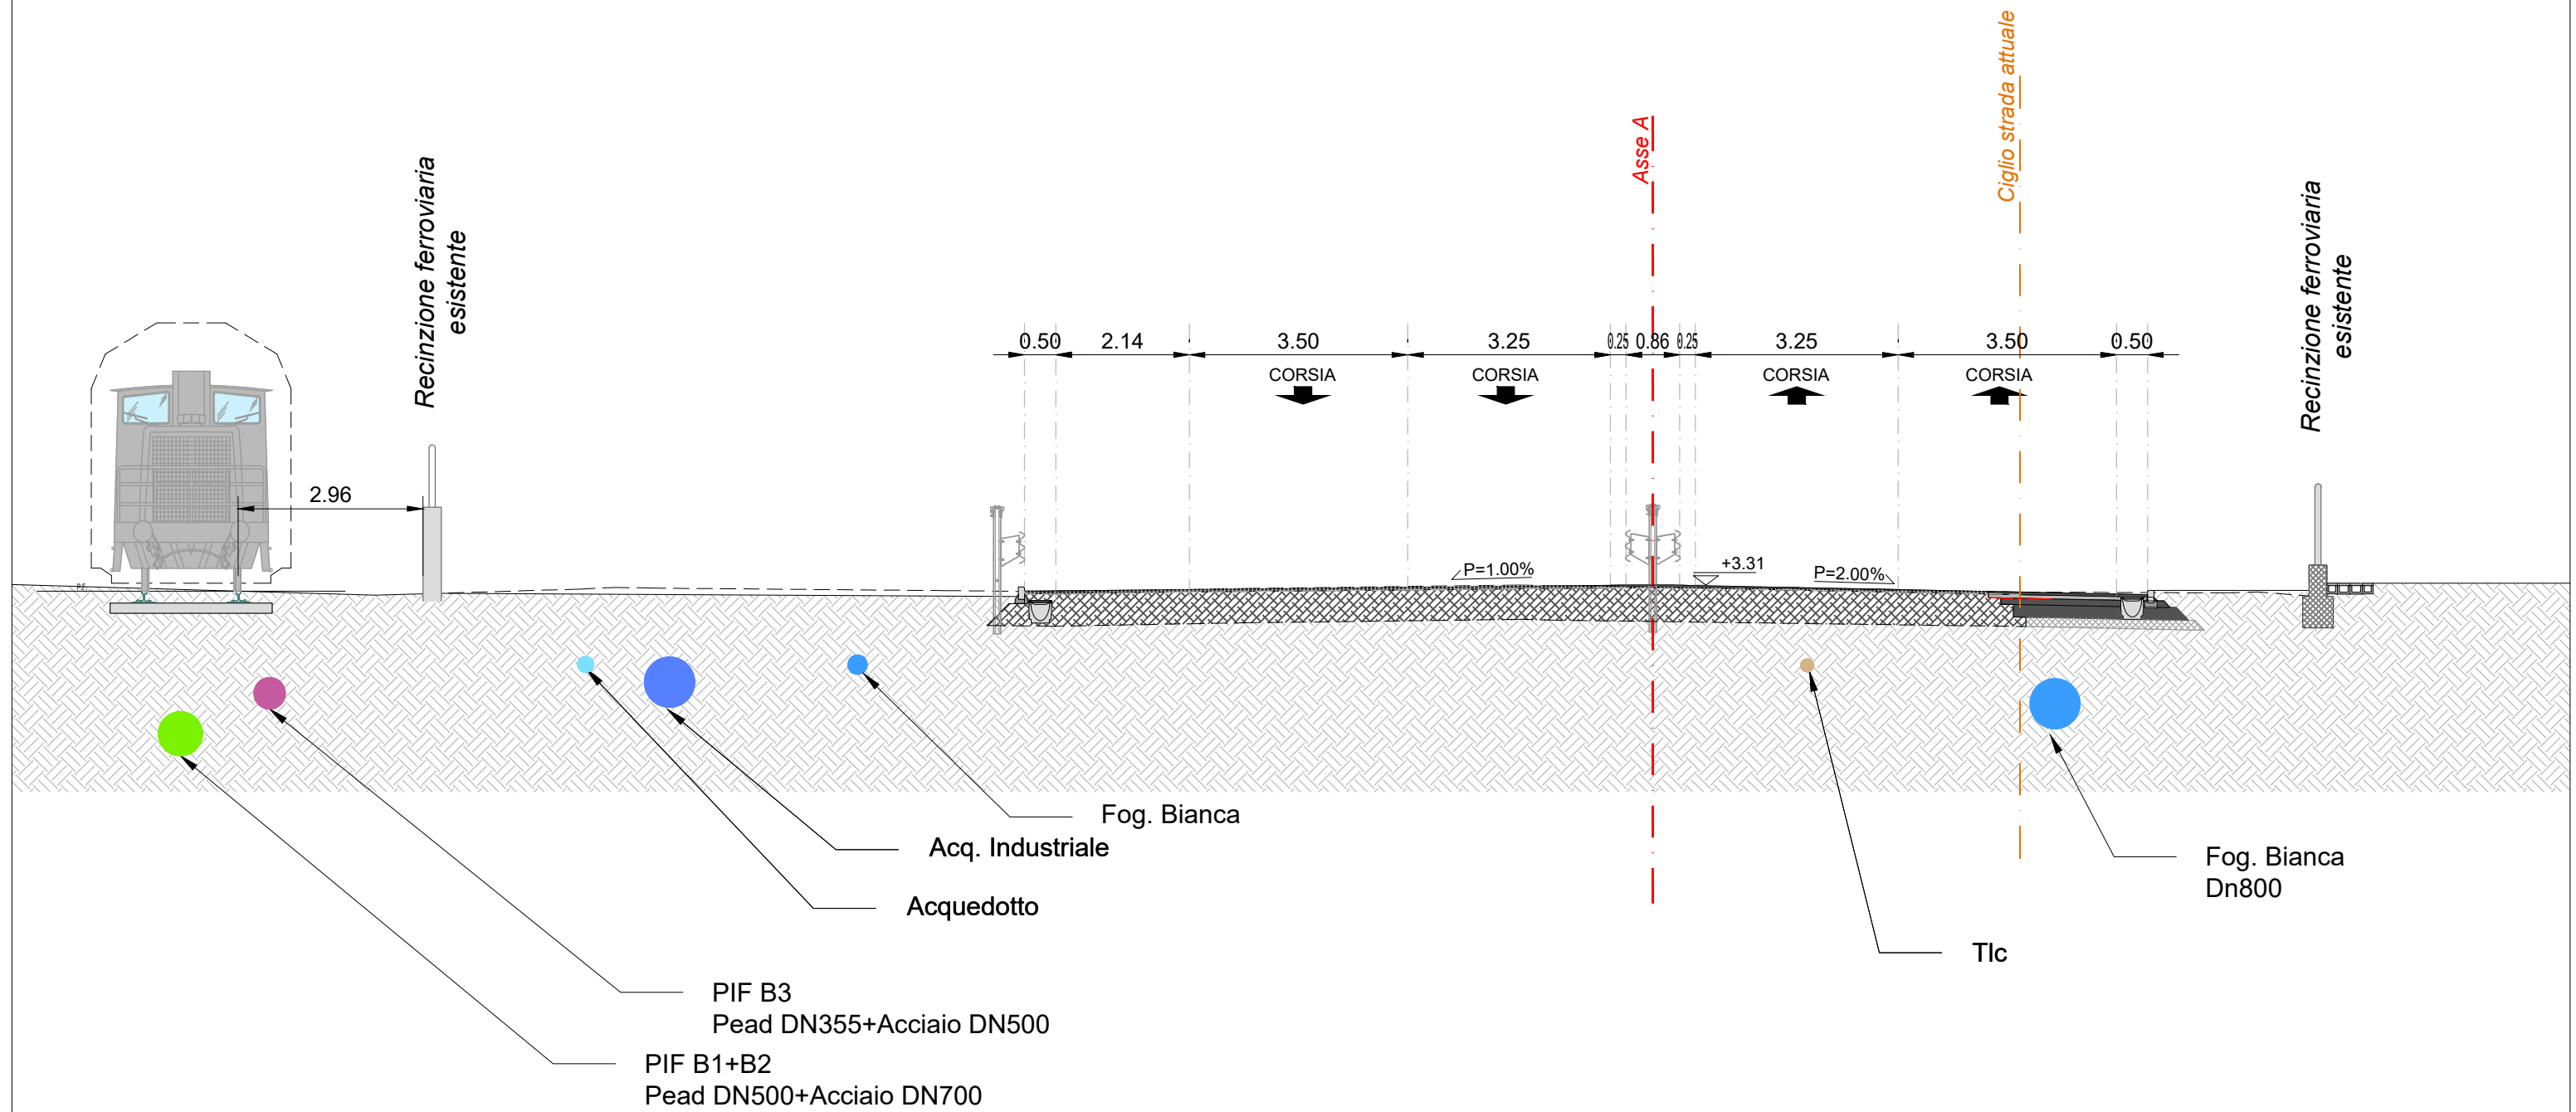 Ciglio strada attuale
Asse A
Recinzione ferroviaria
esistente
Recinzione ferroviaria
esistente
0.50 2.14 3.50 3.25 0.25 0.86 0.25 3.25 3.50 0.50
CORSIA CORSIA CORSIA CORSIA
2.96
P=1.00% +3.31 P=2.00%
P.F.
Fog. Bianca
Acq. Industriale
Acquedotto
Fog. Bianca
Dn800
Tlc
PIF B3
Pead DN355+Acciaio DN500
PIF B1+B2
Pead DN500+Acciaio DN700